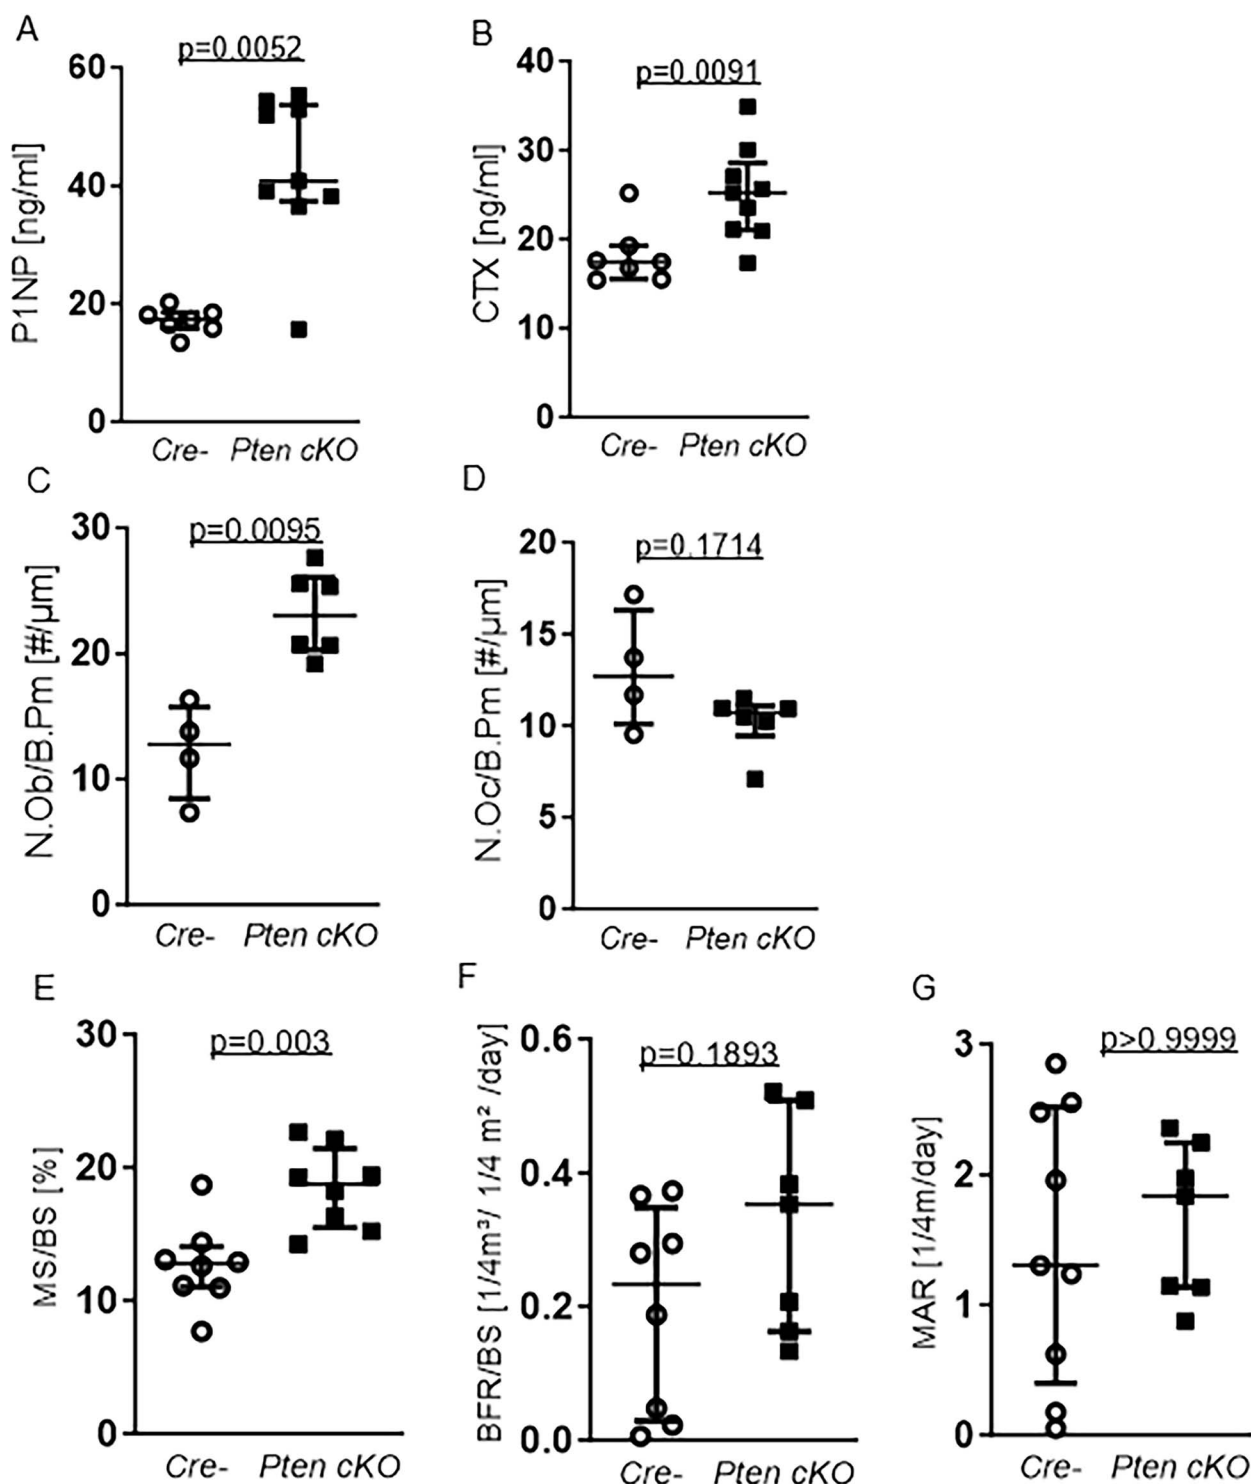 A
p=0.0052
P1NP [ng/ml]
60
40
20
0
Cre- Pten cKO
B
p=0.0091
CTX [ng/ml]
40
30
20
10
0
Cre- Pten cKO
C
p=0.0095
N.Ob/B.Pm [#/µm]
30
20
10
0
Cre- Pten cKO
D
p=0.1714
N.Oc/B.Pm [#/µm]
20
15
10
5
0
Cre- Pten cKO
E
p=0.003
MS/BS [%]
30
20
10
0
Cre- Pten cKO
F
p=0.1893
BFR/BS [1/4m³/ 1/4 m² /day]
0.6
0.4
0.2
0.0
Cre- Pten cKO
G
p>0.9999
MAR [1/4m/day]
3
2
1
0
Cre- Pten cKO